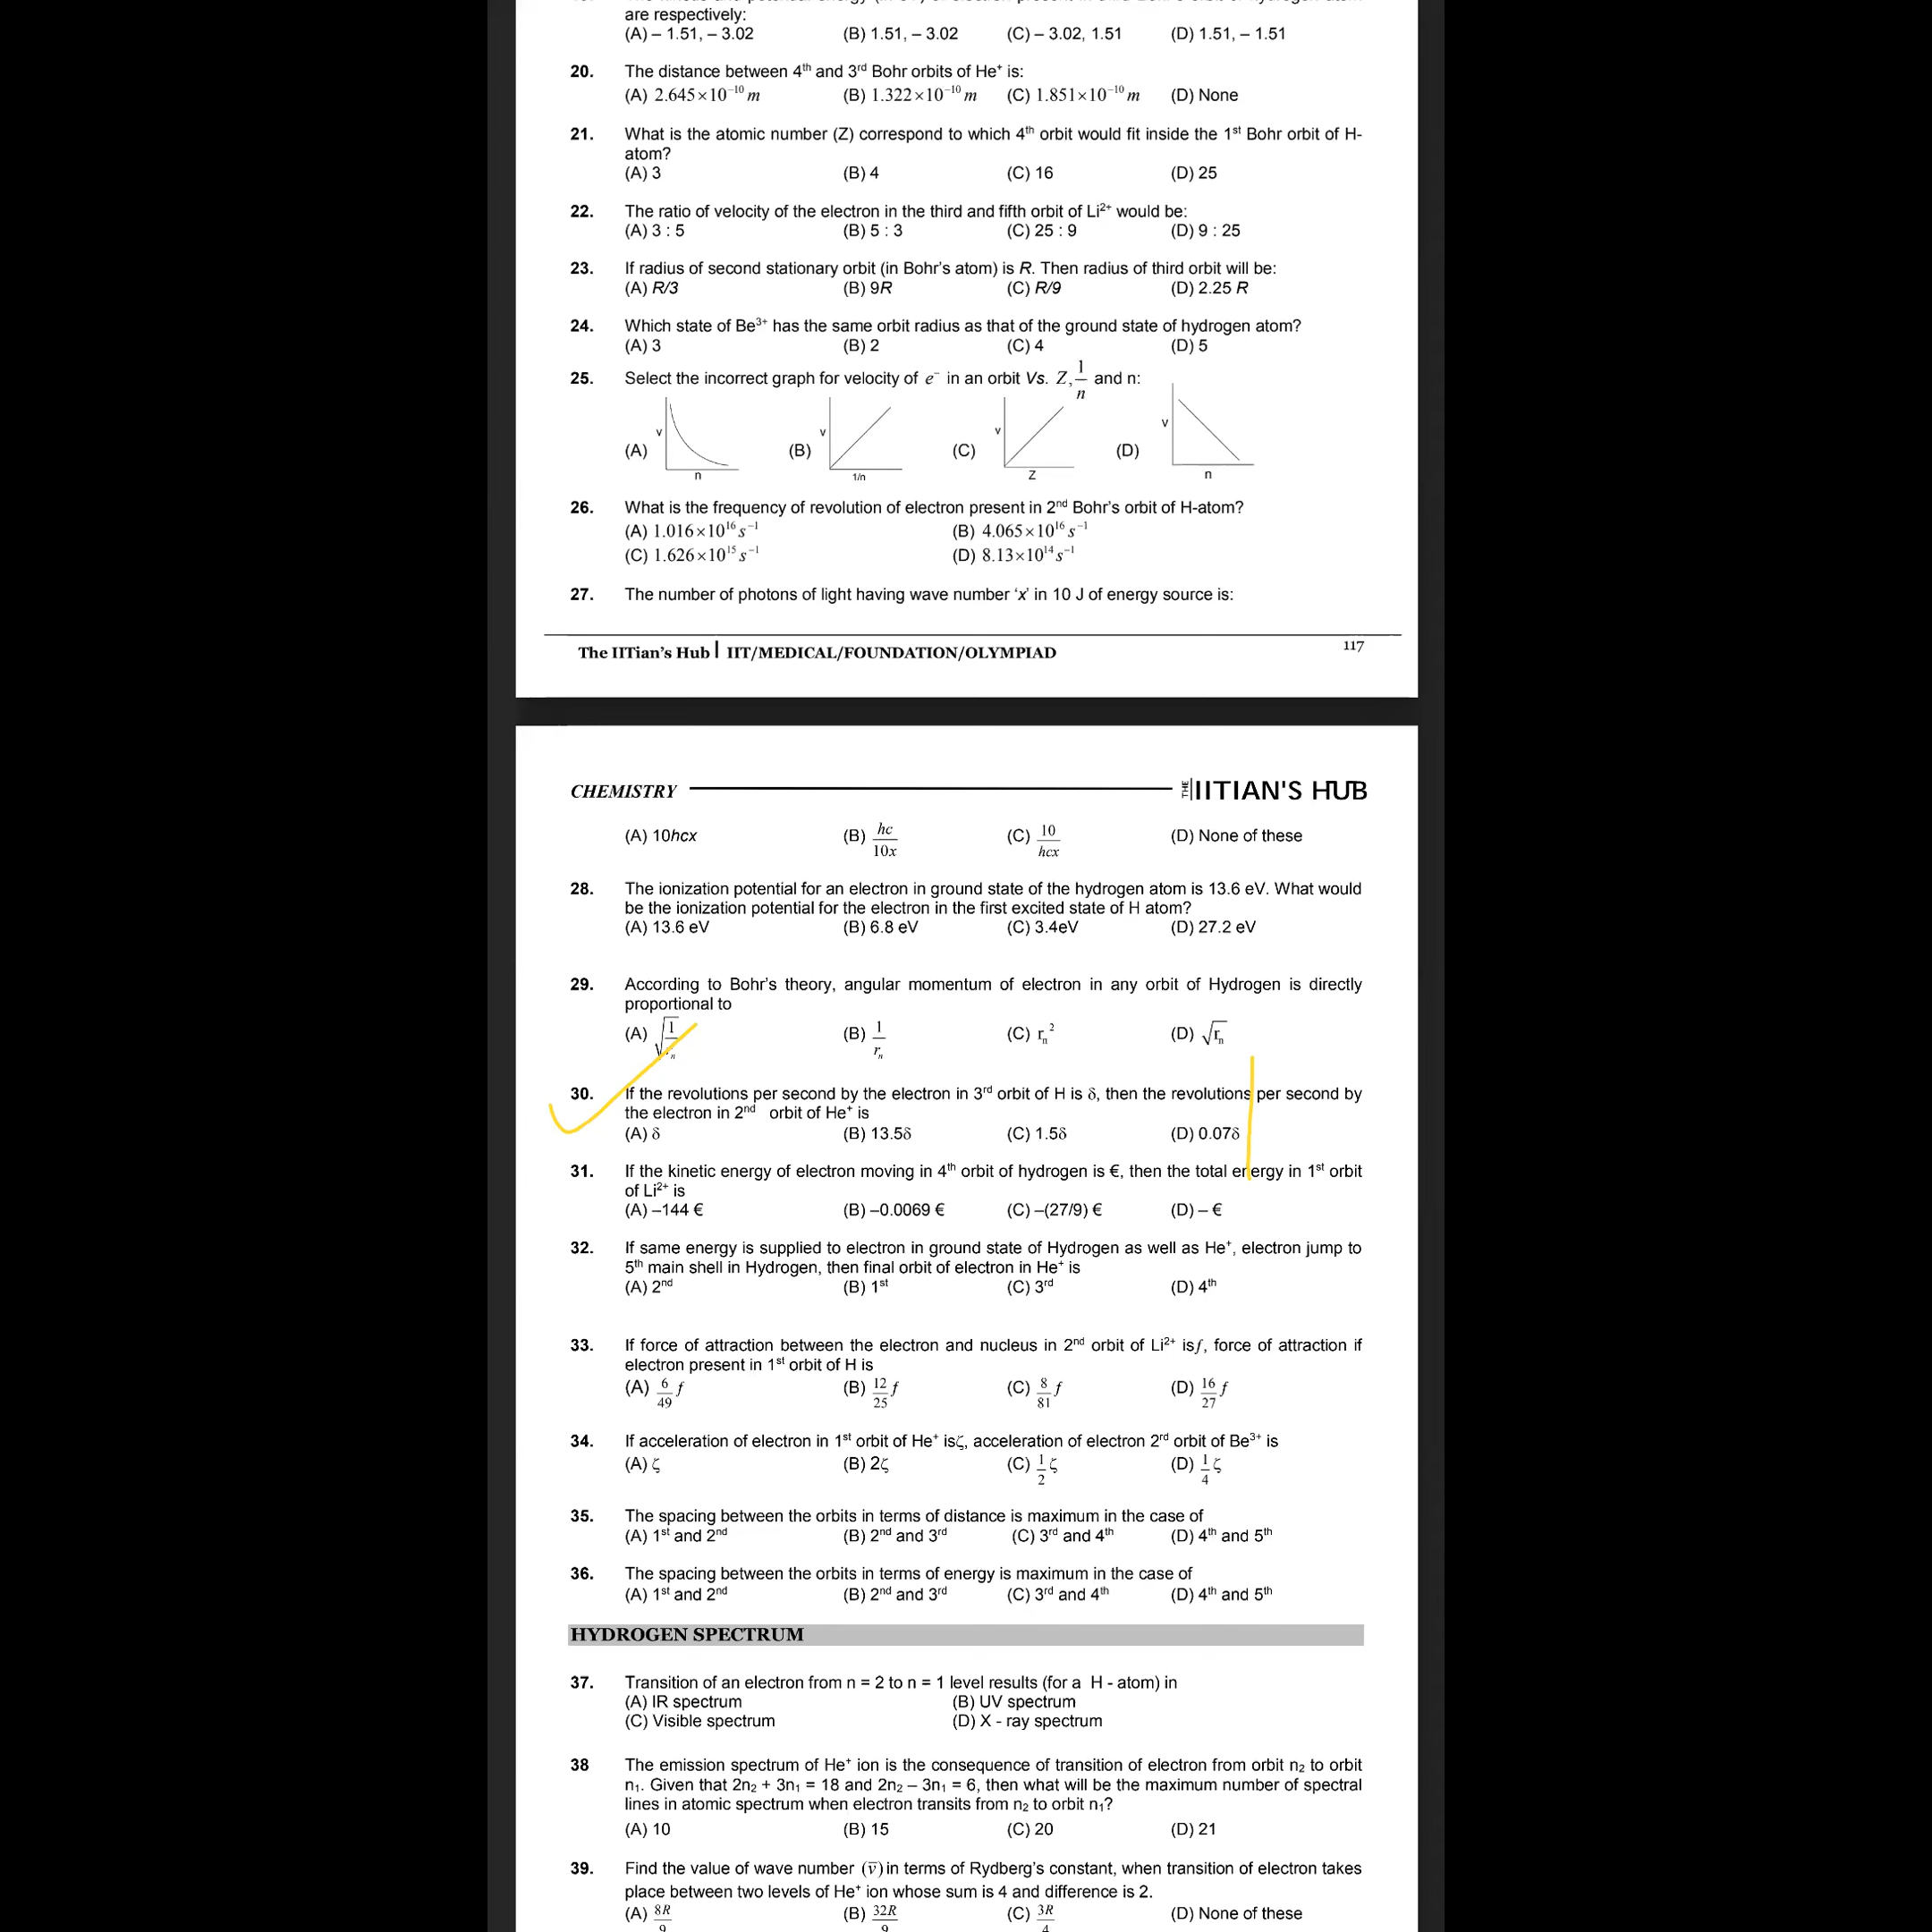 are respectively:
(A) – 1.51, – 3.02 (B) 1.51, – 3.02 (C) – 3.02, 1.51 (D) 1.51, – 1.51
20. The distance between 4th and 3rd Bohr orbits of He⁺ is:
(A) 2.645×10⁻¹⁰ m (B) 1.322×10⁻¹⁰ m (C) 1.851×10⁻¹⁰ m (D) None
21. What is the atomic number (Z) correspond to which 4th orbit would fit inside the 1st Bohr orbit of H-
atom?
(A) 3 (B) 4 (C) 16 (D) 25
22. The ratio of velocity of the electron in the third and fifth orbit of Li²⁺ would be:
(A) 3 : 5 (B) 5 : 3 (C) 25 : 9 (D) 9 : 25
23. If radius of second stationary orbit (in Bohr's atom) is R. Then radius of third orbit will be:
(A) R/3 (B) 9R (C) R/9 (D) 2.25 R
24. Which state of Be³⁺ has the same orbit radius as that of the ground state of hydrogen atom?
(A) 3 (B) 2 (C) 4 (D) 5
25. Select the incorrect graph for velocity of e⁻ in an orbit Vs. Z, 1/n and n:
(A) v n (B) v 1/n (C) v Z (D) v n
26. What is the frequency of revolution of electron present in 2nd Bohr's orbit of H-atom?
(A) 1.016×10¹⁶ s⁻¹ (B) 4.065×10¹⁶ s⁻¹
(C) 1.626×10¹⁵ s⁻¹ (D) 8.13×10¹⁴ s⁻¹
27. The number of photons of light having wave number 'x' in 10 J of energy source is:
The IITian's Hub | IIT/MEDICAL/FOUNDATION/OLYMPIAD 117
CHEMISTRY THE IITIAN'S HUB
(A) 10hcx (B) hc/10x (C) 10/hcx (D) None of these
28. The ionization potential for an electron in ground state of the hydrogen atom is 13.6 eV. What would
be the ionization potential for the electron in the first excited state of H atom?
(A) 13.6 eV (B) 6.8 eV (C) 3.4eV (D) 27.2 eV
29. According to Bohr's theory, angular momentum of electron in any orbit of Hydrogen is directly
proportional to
(A) √(1/rₙ) (B) 1/rₙ (C) rₙ² (D) √rₙ
30. If the revolutions per second by the electron in 3rd orbit of H is δ, then the revolutions per second by
the electron in 2nd orbit of He⁺ is
(A) δ (B) 13.5δ (C) 1.5δ (D) 0.07δ
31. If the kinetic energy of electron moving in 4th orbit of hydrogen is €, then the total energy in 1st orbit
of Li²⁺ is
(A) –144 € (B) –0.0069 € (C) –(27/9) € (D) – €
32. If same energy is supplied to electron in ground state of Hydrogen as well as He⁺, electron jump to
5th main shell in Hydrogen, then final orbit of electron in He⁺ is
(A) 2nd (B) 1st (C) 3rd (D) 4th
33. If force of attraction between the electron and nucleus in 2nd orbit of Li²⁺ isf, force of attraction if
electron present in 1st orbit of H is
(A) 6/49 f (B) 12/25 f (C) 8/81 f (D) 16/27 f
34. If acceleration of electron in 1st orbit of He⁺ isζ, acceleration of electron 2rd orbit of Be³⁺ is
(A) ζ (B) 2ζ (C) 1/2 ζ (D) 1/4 ζ
35. The spacing between the orbits in terms of distance is maximum in the case of
(A) 1st and 2nd (B) 2nd and 3rd (C) 3rd and 4th (D) 4th and 5th
36. The spacing between the orbits in terms of energy is maximum in the case of
(A) 1st and 2nd (B) 2nd and 3rd (C) 3rd and 4th (D) 4th and 5th
HYDROGEN SPECTRUM
37. Transition of an electron from n = 2 to n = 1 level results (for a H - atom) in
(A) IR spectrum (B) UV spectrum
(C) Visible spectrum (D) X - ray spectrum
38 The emission spectrum of He⁺ ion is the consequence of transition of electron from orbit n₂ to orbit
n₁. Given that 2n₂ + 3n₁ = 18 and 2n₂ – 3n₁ = 6, then what will be the maximum number of spectral
lines in atomic spectrum when electron transits from n₂ to orbit n₁?
(A) 10 (B) 15 (C) 20 (D) 21
39. Find the value of wave number (v̅) in terms of Rydberg's constant, when transition of electron takes
place between two levels of He⁺ ion whose sum is 4 and difference is 2.
(A) 8R/9 (B) 32R/9 (C) 3R/4 (D) None of these